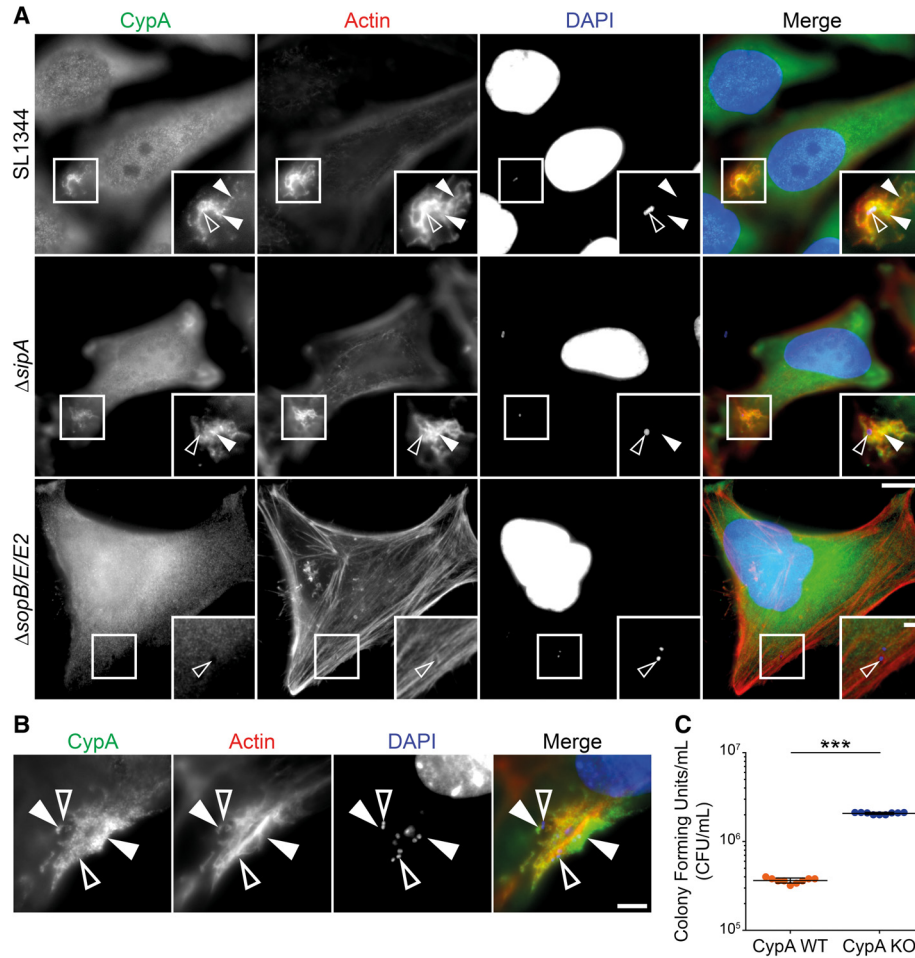 A
CypA Actin DAPI Merge
SL1344
ΔsipA
ΔsopB/E/E2
B
CypA Actin DAPI Merge
C
Colony Forming Units/mL
(CFU/mL)
10⁷
***
10⁶
10⁵
CypA WT CypA KO